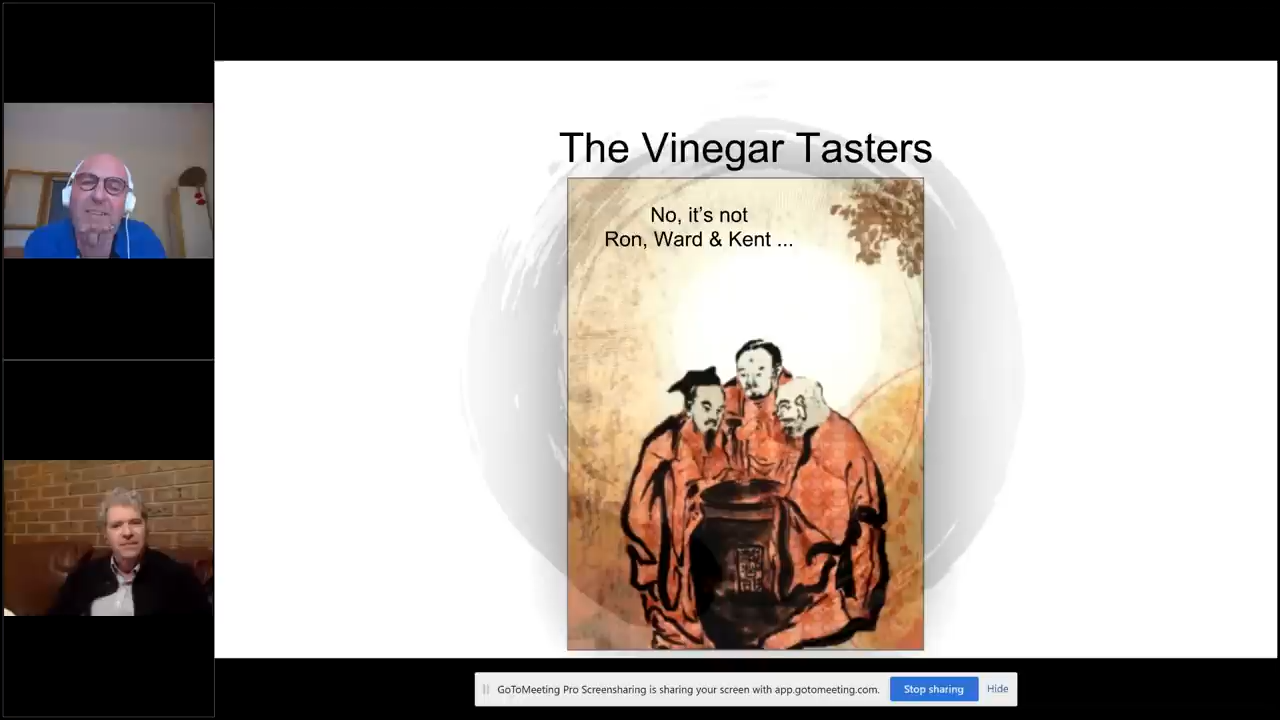 The Vinegar Tasters
No, it's not
Ron, Ward & Kent ...
GoToMeeting Pro Screensharing is sharing your screen with app.gotomeeting.com.
Stop sharing
Hide